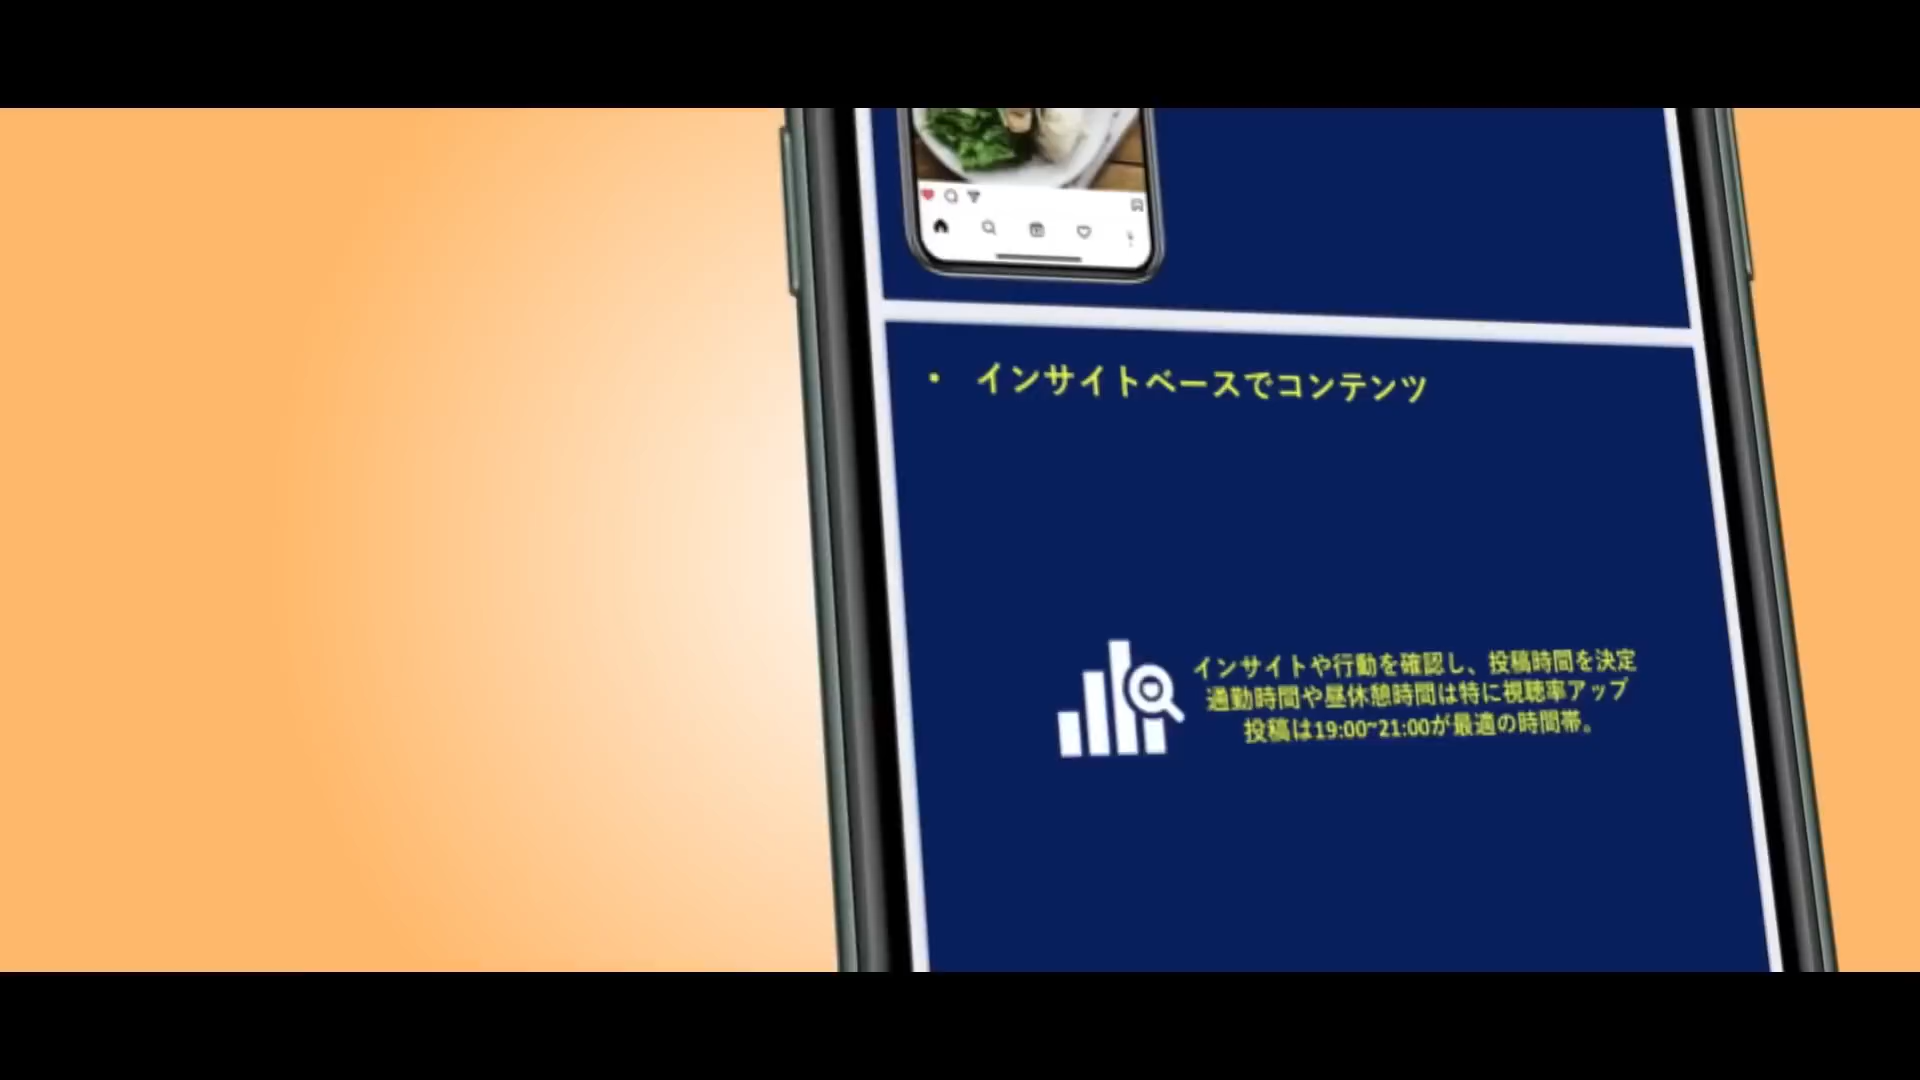 ・ インサイトベースでコンテンツ
インサイトや行動を確認し、投稿時間を決定
通勤時間や昼休憩時間は特に視聴率アップ
投稿は19:00~21:00が最適の時間帯。